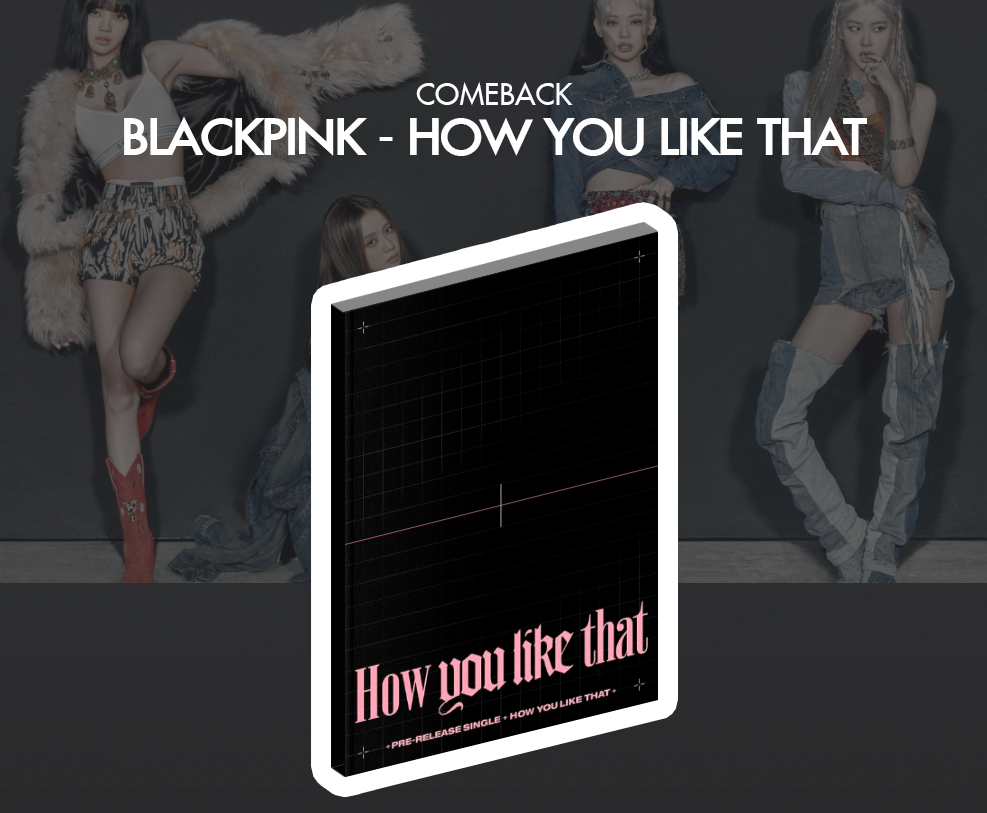 COMEBACK
BLACKPINK - HOW YOU LIKE THAT
How you like that
+ PRE-RELEASE SINGLE + HOW YOU LIKE THAT +